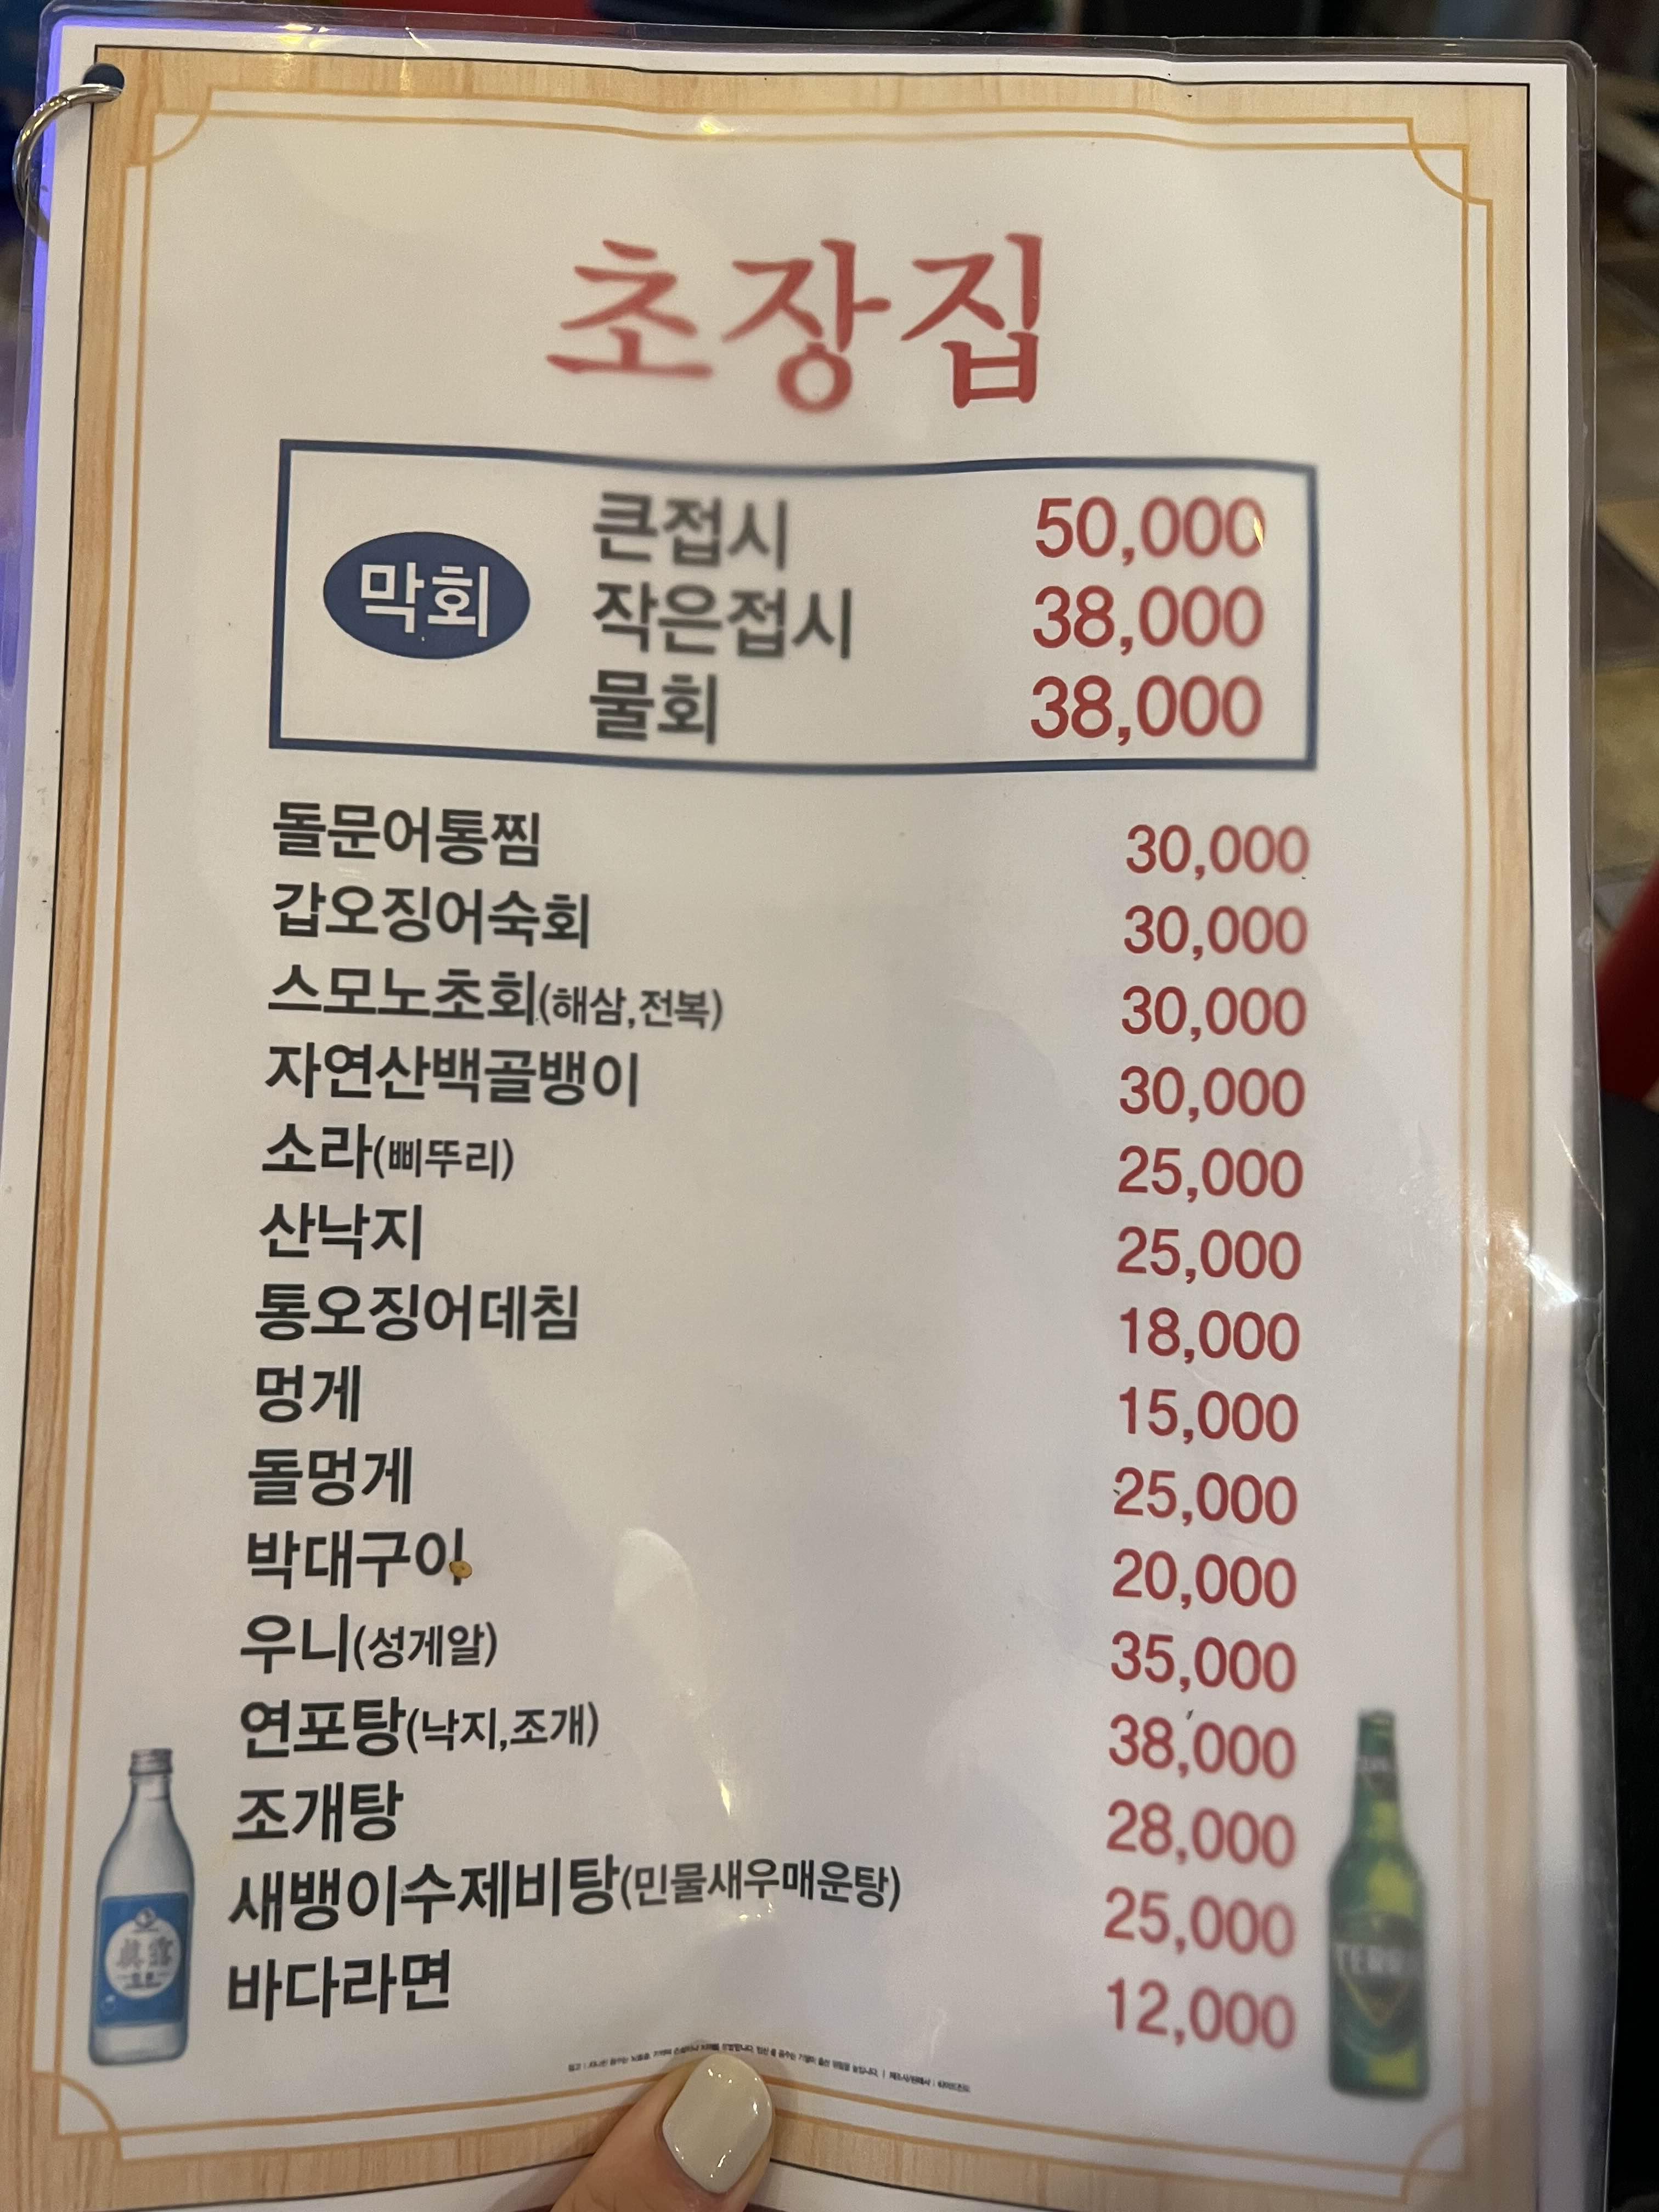 초장집
막회
큰접시 50,000
작은접시 38,000
물회 38,000
돌문어통찜 30,000
갑오징어숙회 30,000
스모노초회(해삼,전복) 30,000
자연산백골뱅이 30,000
소라(삐뚜리) 25,000
산낙지 25,000
통오징어데침 18,000
멍게 15,000
돌멍게 25,000
박대구이 20,000
우니(성게알) 35,000
연포탕(낙지,조개) 38,000
조개탕 28,000
새뱅이수제비탕(민물새우매운탕) 25,000
바다라면 12,000
眞露
TERRA